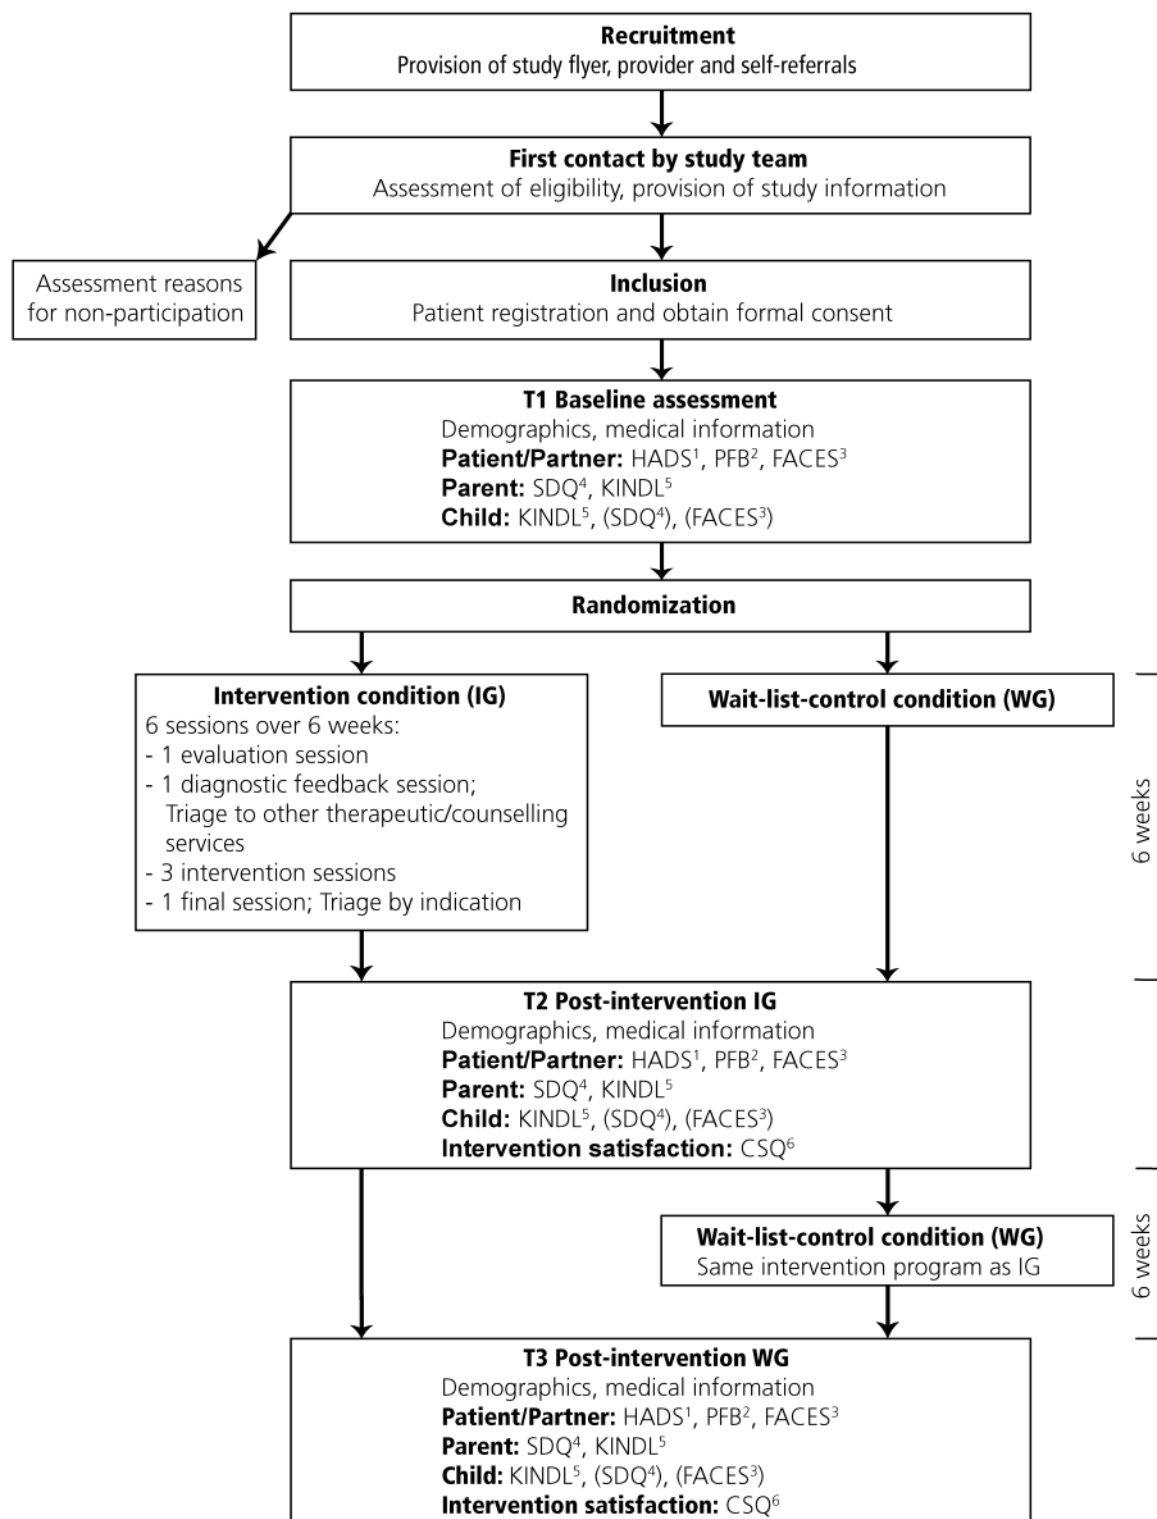 Recruitment
Provision of study flyer, provider and self-referrals
First contact by study team
Assessment of eligibility, provision of study information
Assessment reasons
for non-participation
Inclusion
Patient registration and obtain formal consent
T1 Baseline assessment
Demographics, medical information
Patient/Partner: HADS¹, PFB², FACES³
Parent: SDQ⁴, KINDL⁵
Child: KINDL⁵, (SDQ⁴), (FACES³)
Randomization
Intervention condition (IG)
6 sessions over 6 weeks:
- 1 evaluation session
- 1 diagnostic feedback session;
Triage to other therapeutic/counselling
services
- 3 intervention sessions
- 1 final session; Triage by indication
Wait-list-control condition (WG)
6 weeks
T2 Post-intervention IG
Demographics, medical information
Patient/Partner: HADS¹, PFB², FACES³
Parent: SDQ⁴, KINDL⁵
Child: KINDL⁵, (SDQ⁴), (FACES³)
Intervention satisfaction: CSQ⁶
Wait-list-control condition (WG)
Same intervention program as IG
6 weeks
T3 Post-intervention WG
Demographics, medical information
Patient/Partner: HADS¹, PFB², FACES³
Parent: SDQ⁴, KINDL⁵
Child: KINDL⁵, (SDQ⁴), (FACES³)
Intervention satisfaction: CSQ⁶